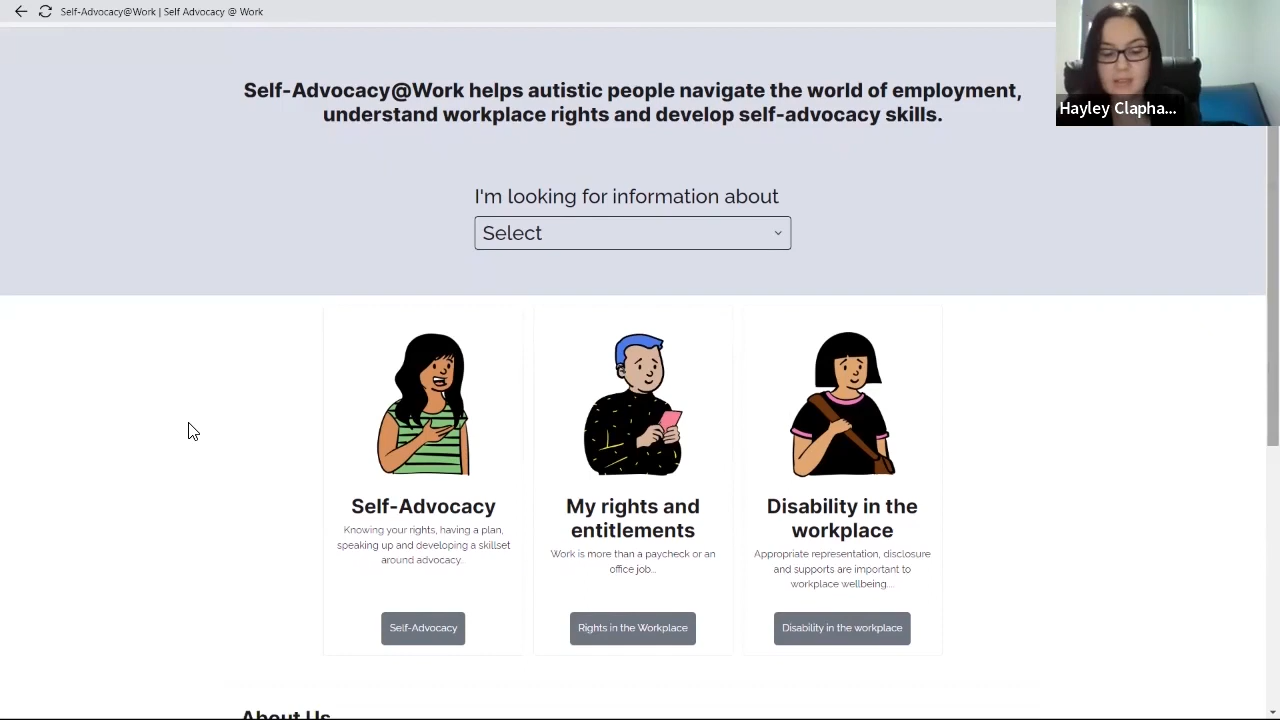 Self-Advocacy@Work | Self Advocacy @ Work
Hayley Clapha...
Self-Advocacy@Work helps autistic people navigate the world of employment,
understand workplace rights and develop self-advocacy skills.
I'm looking for information about
Select
Self-Advocacy
Knowing your rights, having a plan,
speaking up and developing a skillset
around advocacy...
Self-Advocacy
My rights and
entitlements
Work is more than a paycheck or an
office job...
Rights in the Workplace
Disability in the
workplace
Appropriate representation, disclosure
and supports are important to
workplace wellbeing....
Disability in the workplace
About Us